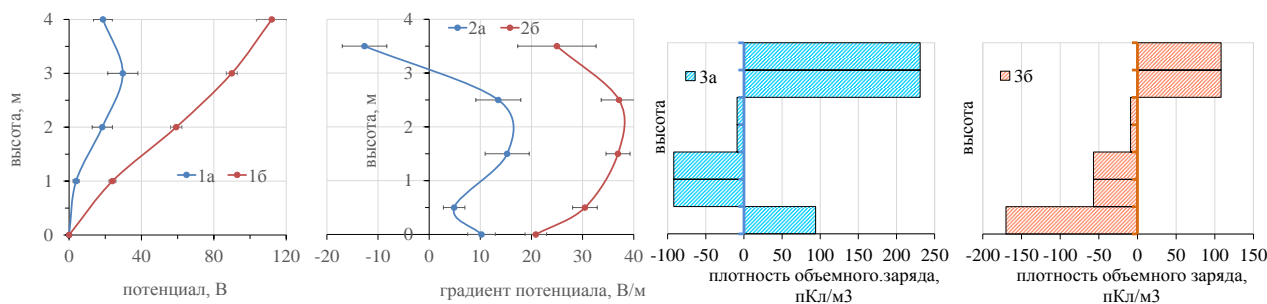 4
3
2
1
0
высота, м
1а
1б
0
40
80
120
потенциал, В
4
3
2
1
0
высота, м
2а
2б
-20
-10
0
10
20
30
40
градиент потенциала, В/м
высота
3а
-100
-50
0
50
100
150
200
250
плотность объемного.заряда,
пКл/м3
высота
3б
-200
-150
-100
-50
0
50
100
150
плотность объемного заряда,
пКл/м3